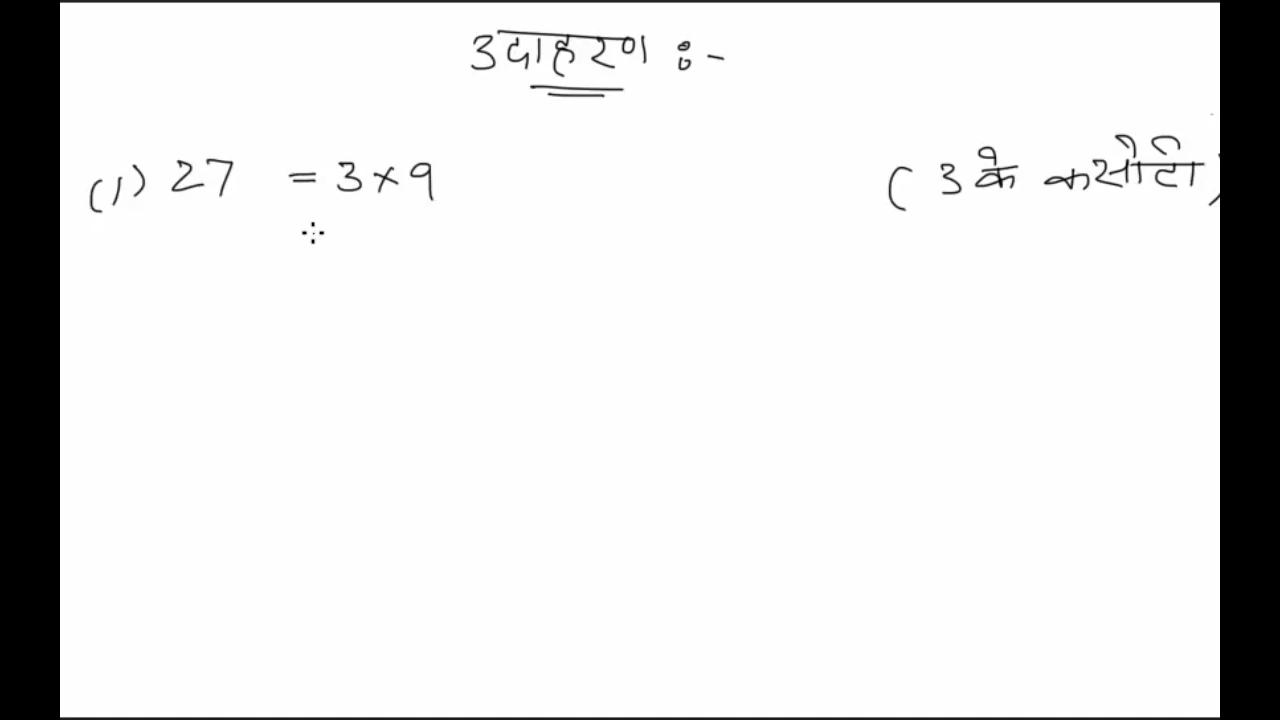 उदाहरण :-
(1) 27 = 3 × 9 (3 के कसौटी)